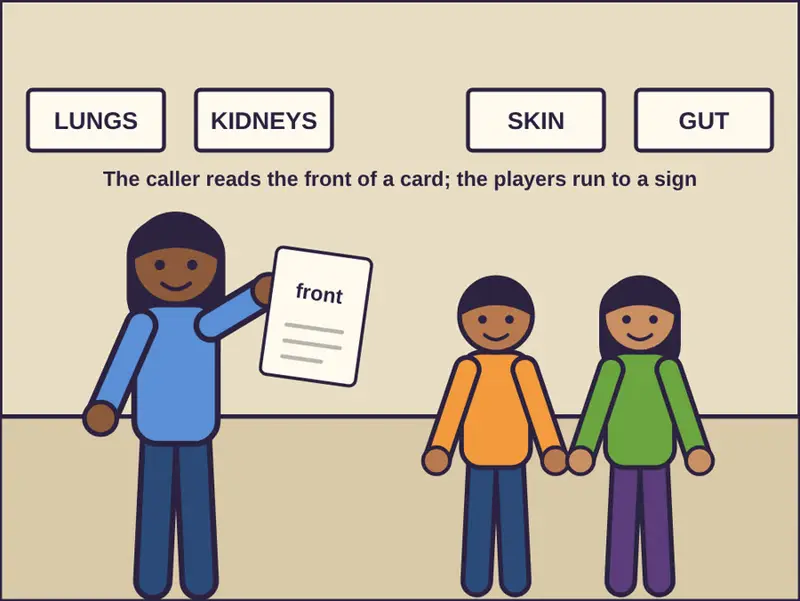 LUNGS
KIDNEYS
SKIN
GUT
The caller reads the front of a card; the players run to a sign
front